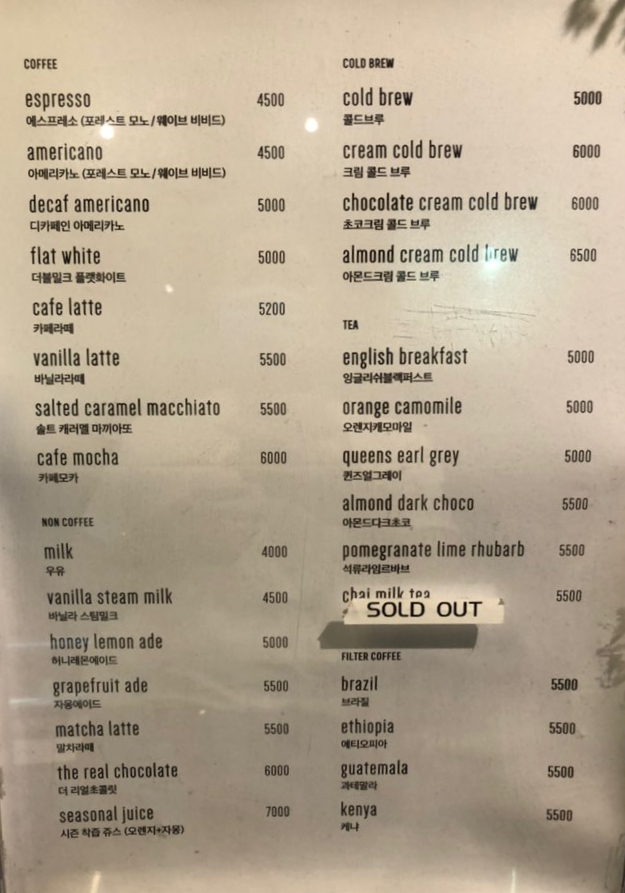 COFFEE
espresso 4500
에스프레소 (포레스트 모노/웨이브 비비드)
americano 4500
아메리카노 (포레스트 모노/웨이브 비비드)
decaf americano 5000
디카페인 아메리카노
flat white 5000
더블밀크 플랫화이트
cafe latte 5200
카페라떼
vanilla latte 5500
바닐라라떼
salted caramel macchiato 5500
솔트 캐러멜 마끼아또
cafe mocha 6000
카페모카
NON COFFEE
milk 4000
우유
vanilla steam milk 4500
바닐라 스팀밀크
honey lemon ade 5000
허니레몬에이드
grapefruit ade 5500
자몽에이드
matcha latte 5500
말차라떼
the real chocolate 6000
더 리얼초콜릿
seasonal juice 7000
시즌 착즙 쥬스 (오렌지+자몽)
COLD BREW
cold brew 5000
콜드브루
cream cold brew 6000
크림 콜드 브루
chocolate cream cold brew 6000
초코크림 콜드 브루
almond cream cold brew 6500
아몬드크림 콜드 브루
TEA
english breakfast 5000
잉글리쉬블랙퍼스트
orange camomile 5000
오렌지캐모마일
queens earl grey 5000
퀸즈얼그레이
almond dark choco 5500
아몬드다크초코
pomegranate lime rhubarb 5500
석류라임르바브
chai milk tea 5500
SOLD OUT
FILTER COFFEE
brazil 5500
브라질
ethiopia 5500
에티오피아
guatemala 5500
과테말라
kenya 5500
케냐